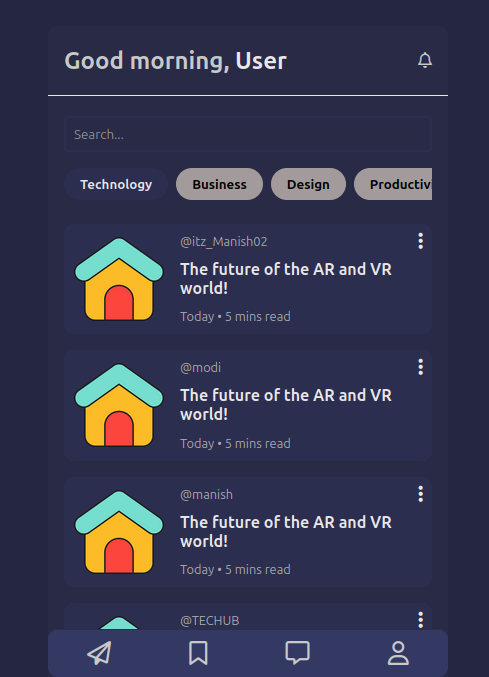 Good morning, User
Search...
Technology Business Design Productiv
@itz_Manish02
The future of the AR and VR
world!
Today • 5 mins read
@modi
The future of the AR and VR
world!
Today • 5 mins read
@manish
The future of the AR and VR
world!
Today • 5 mins read
@TECHUB